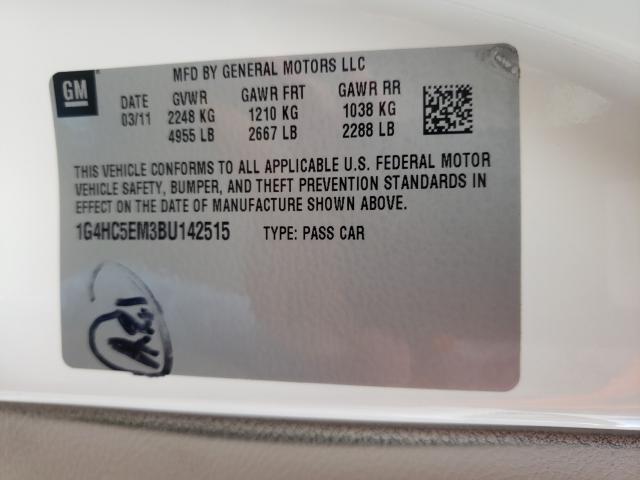 GM
MFD BY GENERAL MOTORS LLC
DATE GVWR GAWR FRT GAWR RR
03/11 2248 KG 1210 KG 1038 KG
4955 LB 2667 LB 2288 LB
THIS VEHICLE CONFORMS TO ALL APPLICABLE U.S. FEDERAL MOTOR
VEHICLE SAFETY, BUMPER, AND THEFT PREVENTION STANDARDS IN
EFFECT ON THE DATE OF MANUFACTURE SHOWN ABOVE.
1G4HC5EM3BU142515 TYPE: PASS CAR